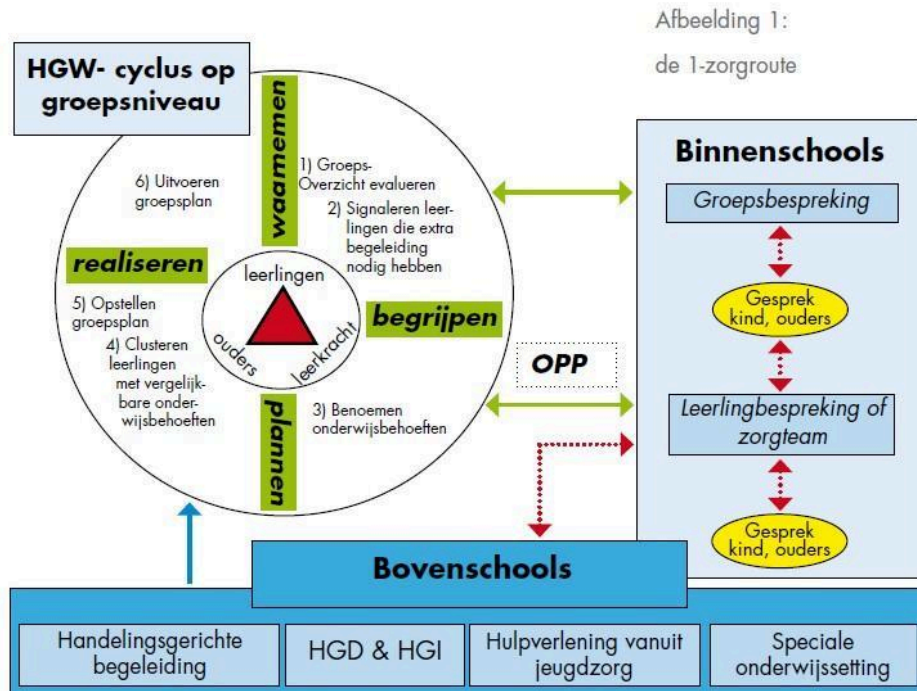 Afbeelding 1:
de 1-zorgroute
HGW- cyclus op
groepsniveau
waarnemen
1) Groeps-
Overzicht evalueren
2) Signaleren leer-
lingen die extra
begeleiding
nodig hebben
begrijpen
3) Benoemen
onderwijsbehoeften
plannen
4) Clusteren
leerlingen
met vergelijk-
bare onder-
wijsbehoeften
5) Opstellen
groepsplan
realiseren
6) Uitvoeren
groepsplan
leerlingen
ouders
leerkracht
OPP
Binnenschools
Groepsbespreking
Gesprek
kind, ouders
Leerlingbespreking of
zorgteam
Gesprek
kind, ouders
Bovenschools
Handelingsgerichte
begeleiding
HGD & HGI
Hulpverlening vanuit
jeugdzorg
Speciale
onderwijssetting